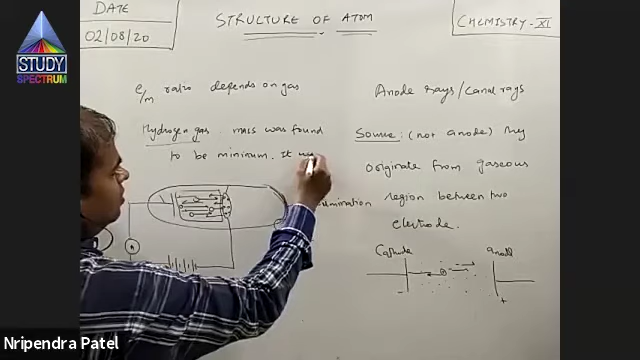 DATE
02/08/20
STRUCTURE OF ATOM
CHEMISTRY-XI
STUDY
SPECTRUM
e/m ratio depends on gas
Hydrogen gas : mass was found
to be minimum. It
A
Anode rays/Canal rays
Source: (not anode) They
originate from gaseous
region between two
electrode.
Cathode
anode
-
+
Nripendra Patel